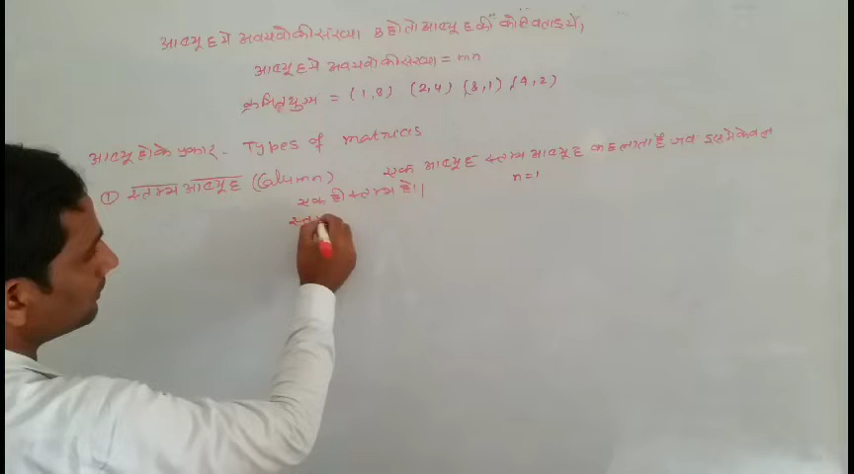 आव्यूह मे अवयवो की संख्या 8 हो तो आव्यूह की कोटि बताइये,
आव्यूह मे अवयवो की संख्या = mn
क्रमित युग्म = (1,8) (2,4) (8,1) (4,2)
आव्यूहो के प्रकार - Types of matrices
① स्तम्भ आव्यूह (Column) एक आव्यूह स्तम्भ आव्यूह कहलाता है जब इसमे केवल
एक ही स्तम्भ हो। n=1